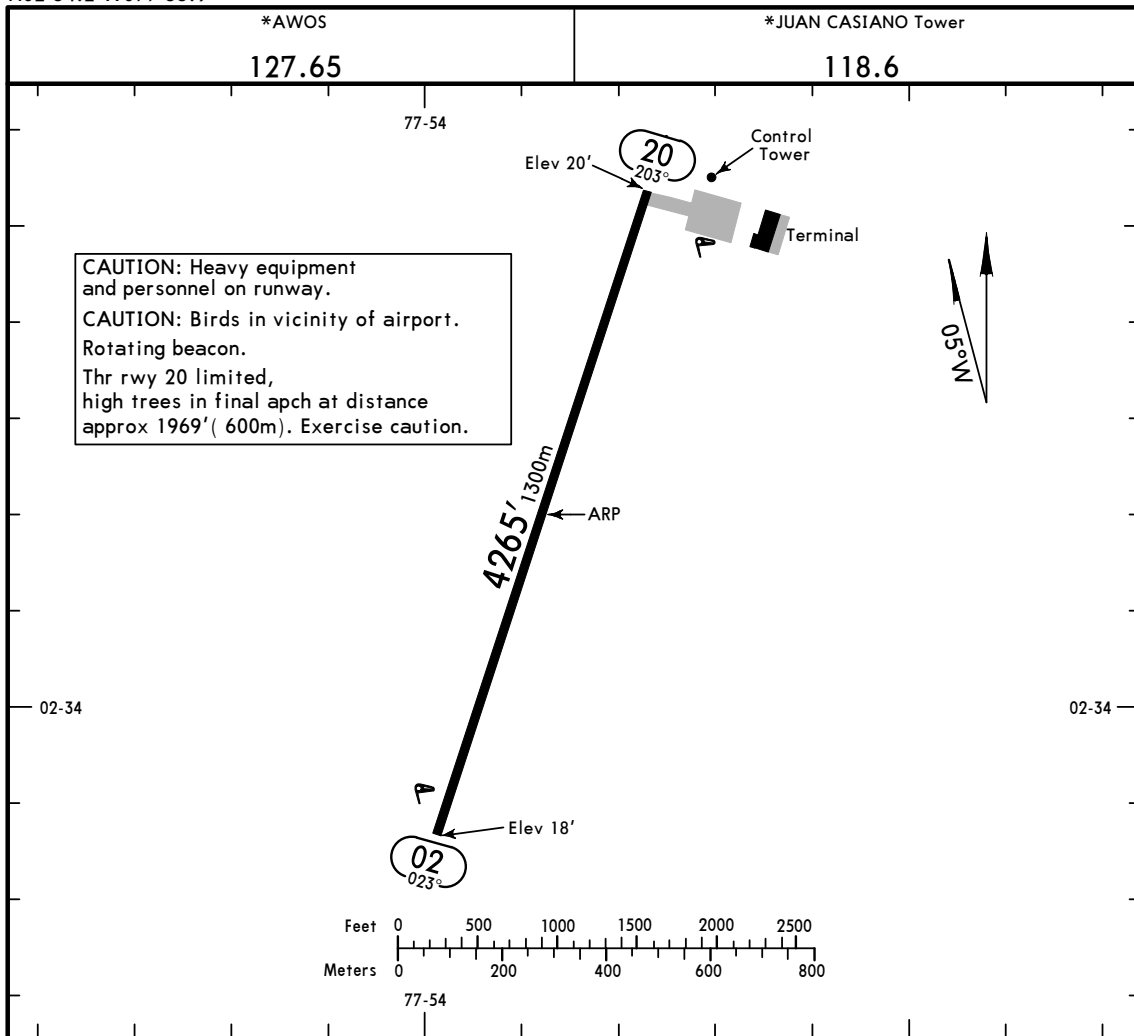 *AWOS
127.65
*JUAN CASIANO Tower
118.6
77-54
20
203°
Elev 20'
Control
Tower
Terminal
CAUTION: Heavy equipment
and personnel on runway.
CAUTION: Birds in vicinity of airport.
Rotating beacon.
Thr rwy 20 limited,
high trees in final apch at distance
approx 1969'( 600m). Exercise caution.
05°W
4265' 1300m
ARP
02-34
02-34
Elev 18'
02
023°
Feet 0 500 1000 1500 2000 2500
Meters 0 200 400 600 800
77-54